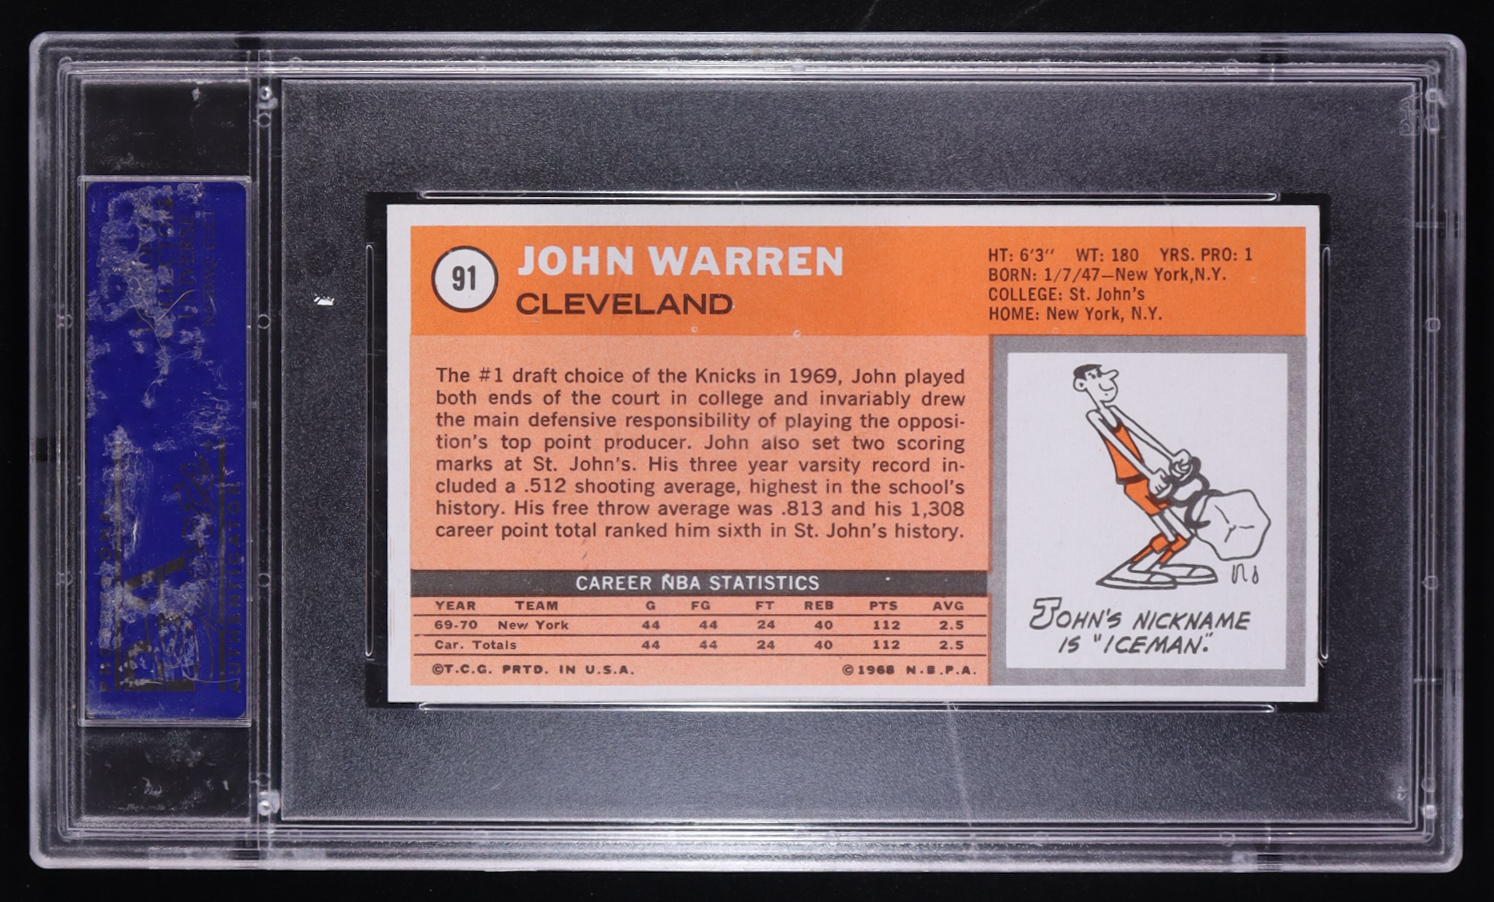 91
JOHN WARREN
CLEVELAND
HT: 6'3'' WT: 180 YRS. PRO: 1
BORN: 1/7/47—New York,N.Y.
COLLEGE: St. John's
HOME: New York, N.Y.
The #1 draft choice of the Knicks in 1969, John played
both ends of the court in college and invariably drew
the main defensive responsibility of playing the opposi-
tion's top point producer. John also set two scoring
marks at St. John's. His three year varsity record in-
cluded a .512 shooting average, highest in the school's
history. His free throw average was .813 and his 1,308
career point total ranked him sixth in St. John's history.
CAREER NBA STATISTICS
YEAR TEAM G FG FT REB PTS AVG
69-70 New York 44 44 24 40 112 2.5
Car. Totals 44 44 24 40 112 2.5
©T.C.G. PRTD. IN U.S.A. ©1968 N.B.P.A.
JOHN'S NICKNAME
IS "ICEMAN."